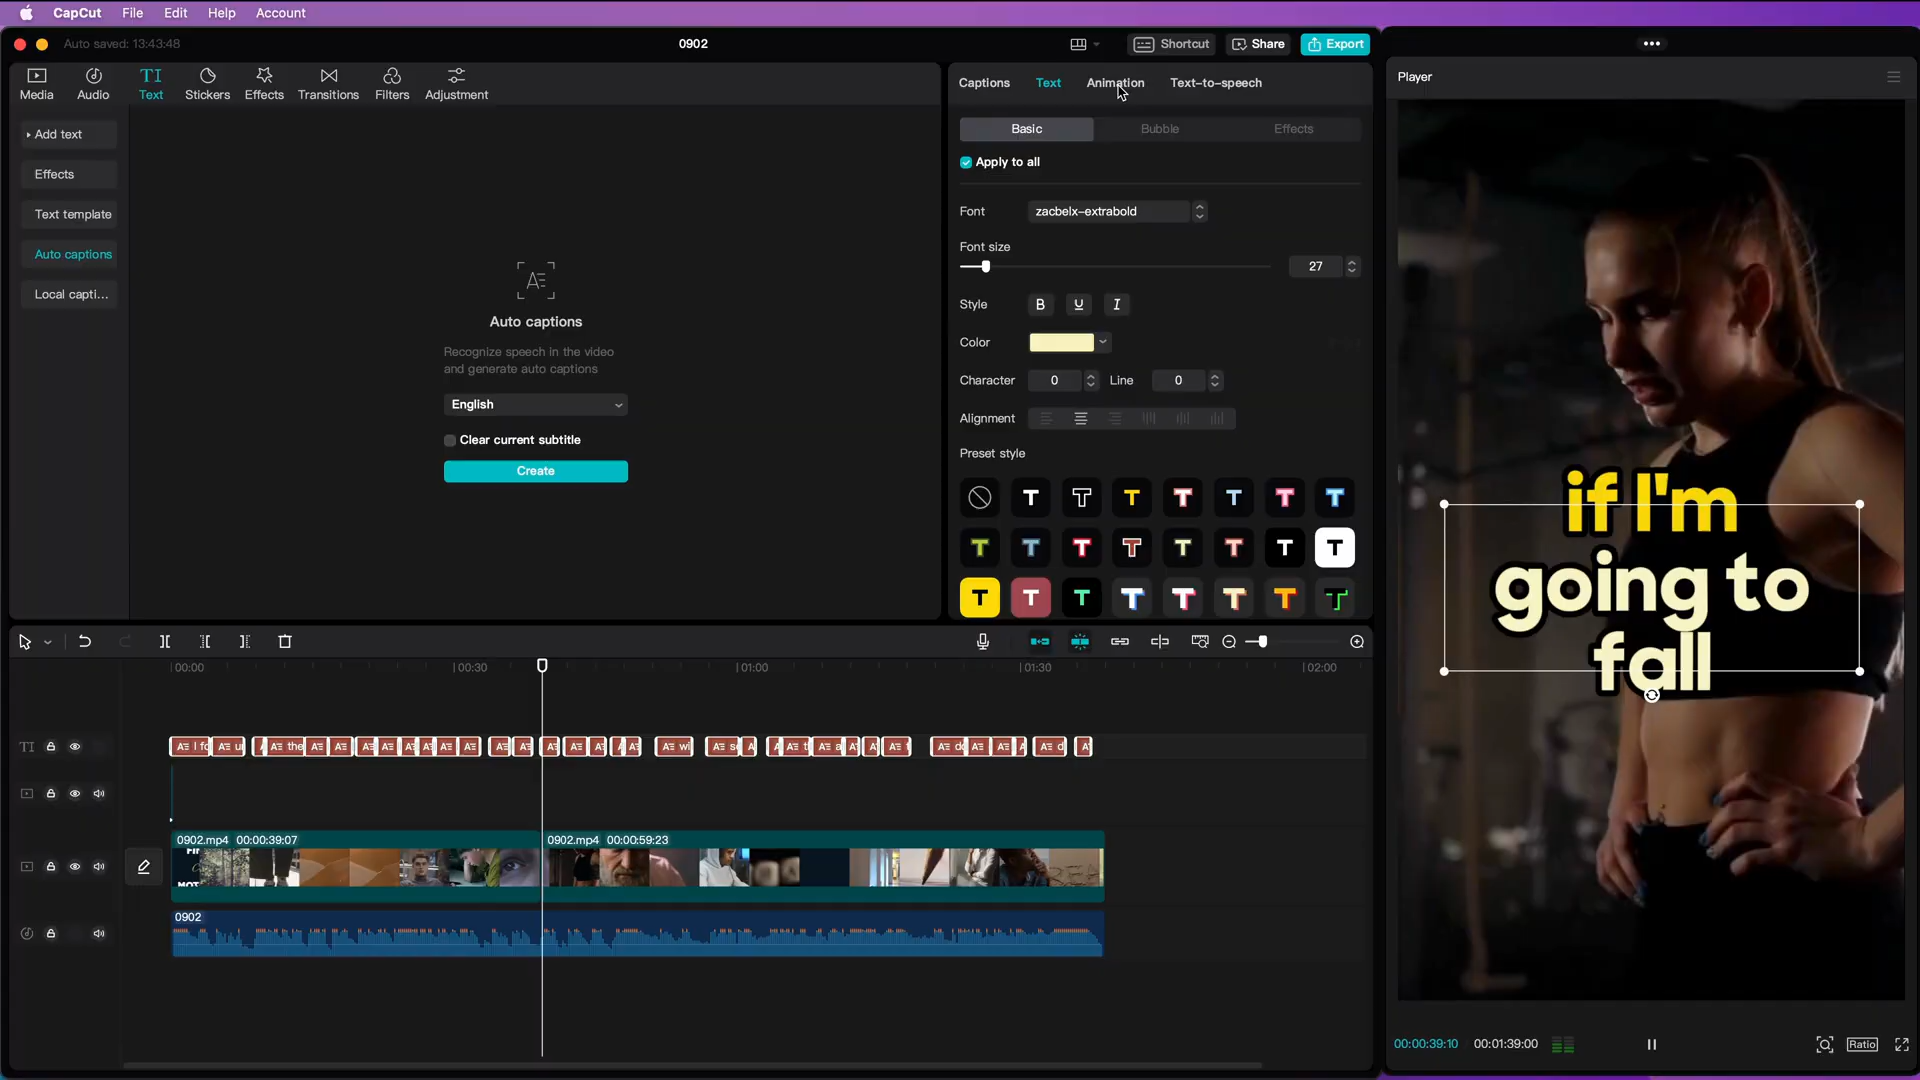 CapCut File Edit Help Account
Auto saved: 13:43:48
0902
Shortcut
Share
Export
Media
Audio
TI
Text
Stickers
Effects
Transitions
Filters
Adjustment
Add text
Effects
Text template
Auto captions
Local capti...
Auto captions
Recognize speech in the video
and generate auto captions
English
Clear current subtitle
Create
Captions Text Animation Text-to-speech
Basic Bubble Effects
Apply to all
Font zacbelx-extrabold
Font size
27
Style B U I
Color
Character 0 Line 0
Alignment
Preset style
T T T T T T T
T T T T T T T T
T T T T T T T T
Player
if I'm
going to
fall
00:00:39:10 00:01:39:00
Ratio
00:00 00:30 01:00 01:30 02:00
0902.mp4 00:00:39:07
0902.mp4 00:00:59:23
0902